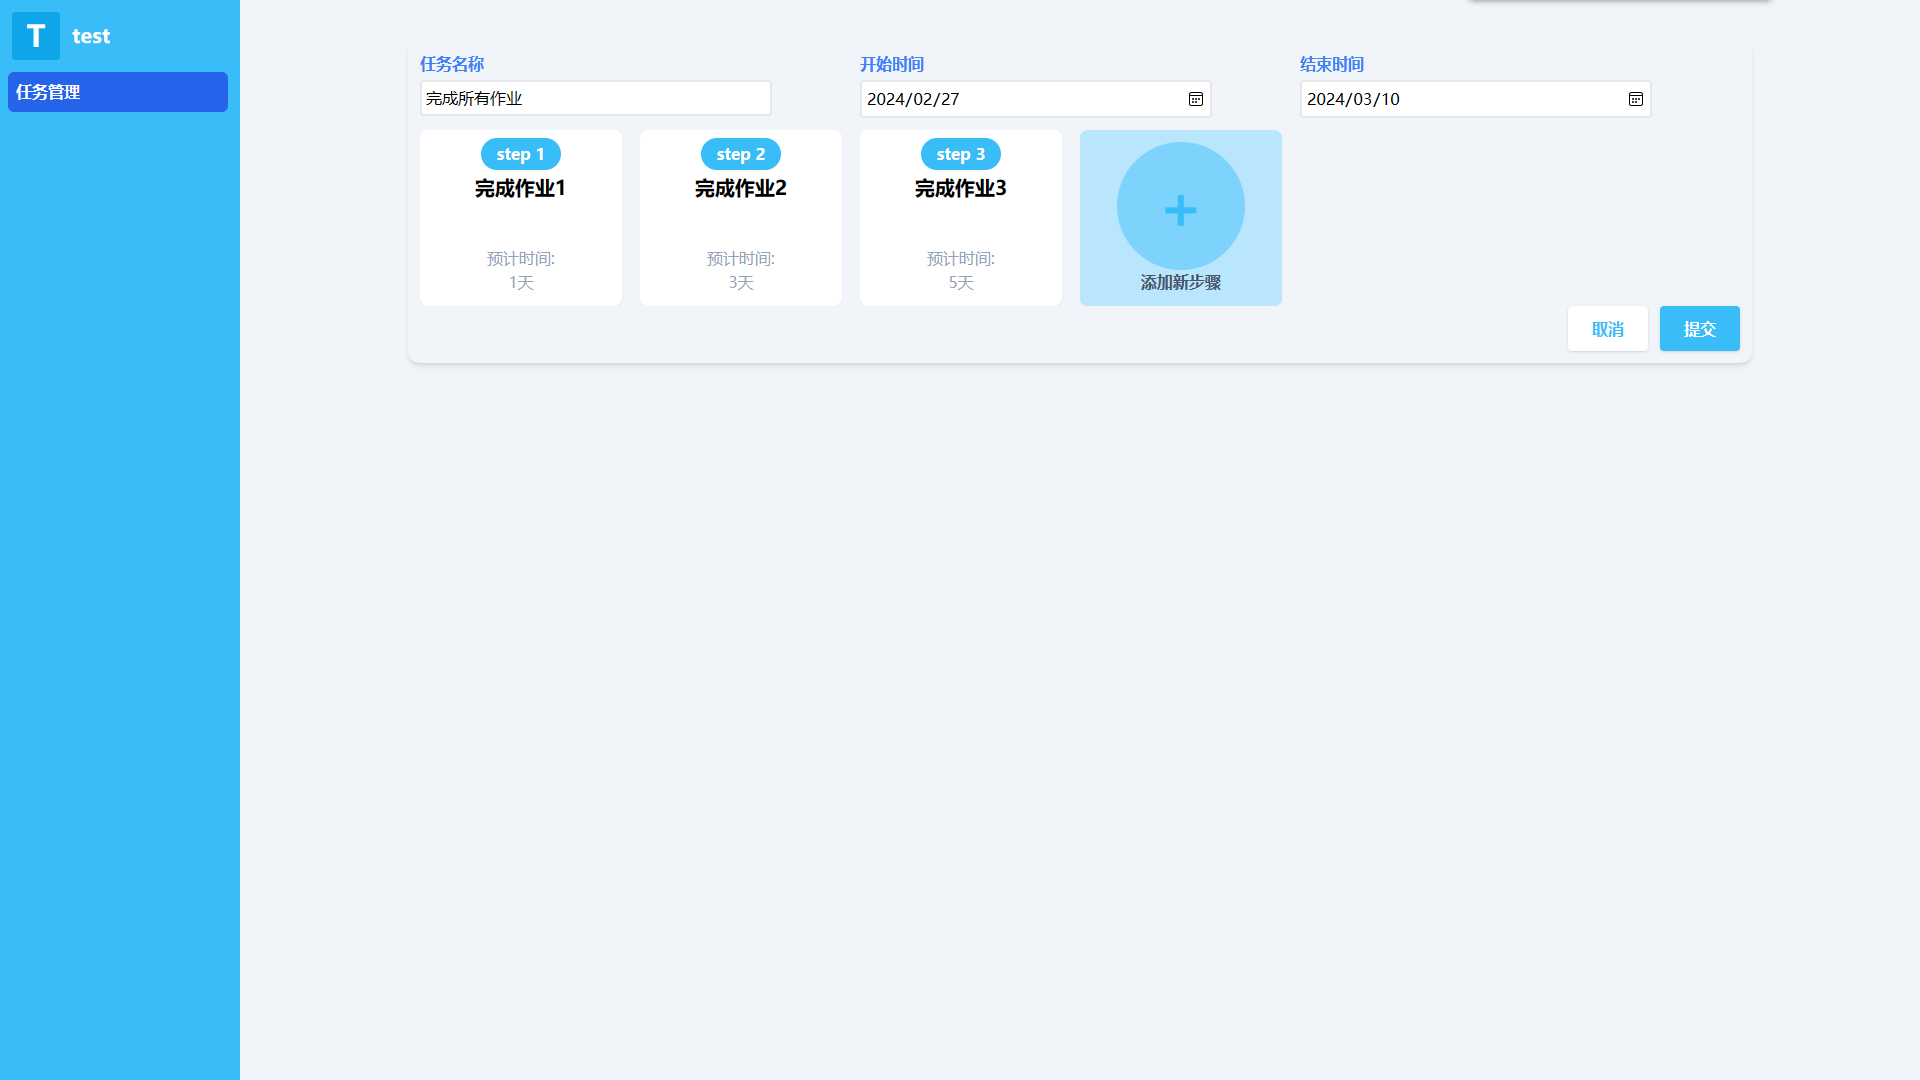 T test
任务管理
任务名称 开始时间 结束时间
完成所有作业 2024/02/27 2024/03/10
step 1
完成作业1
预计时间:
1天
step 2
完成作业2
预计时间:
3天
step 3
完成作业3
预计时间:
5天
+
添加新步骤
取消 提交